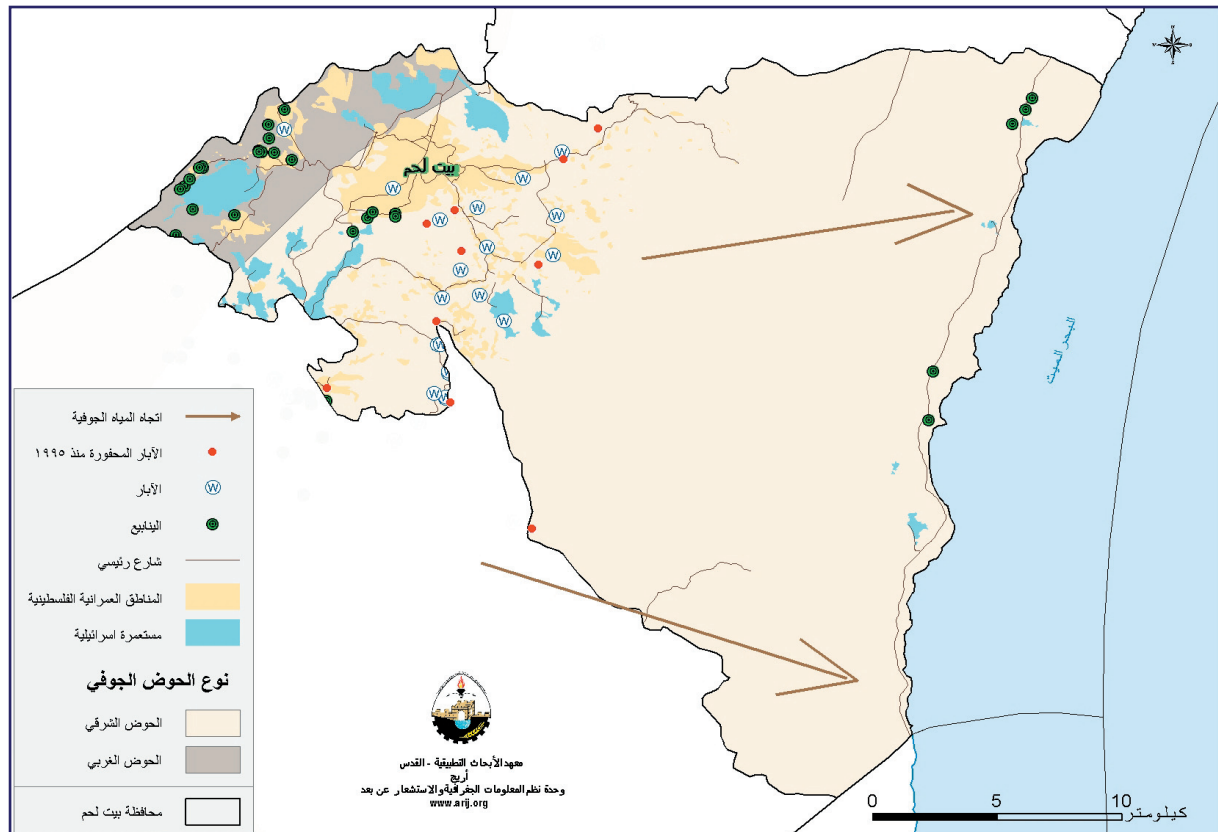 بيت لحم
البحر الميت
اتجاه المياه الجوفية
الآبار المحفورة منذ ١٩٩٥
الآبار
الينابيع
شارع رئيسي
المناطق العمرانية الفلسطينية
مستعمرة اسرائيلية
نوع الحوض الجوفي
الحوض الشرقي
الحوض الغربي
محافظة بيت لحم
معهد الأبحاث التطبيقية - القدس
أريج
وحدة نظم المعلومات الجغرافية والاستشعار عن بعد
www.arij.org
0 5 10
كيلومتر